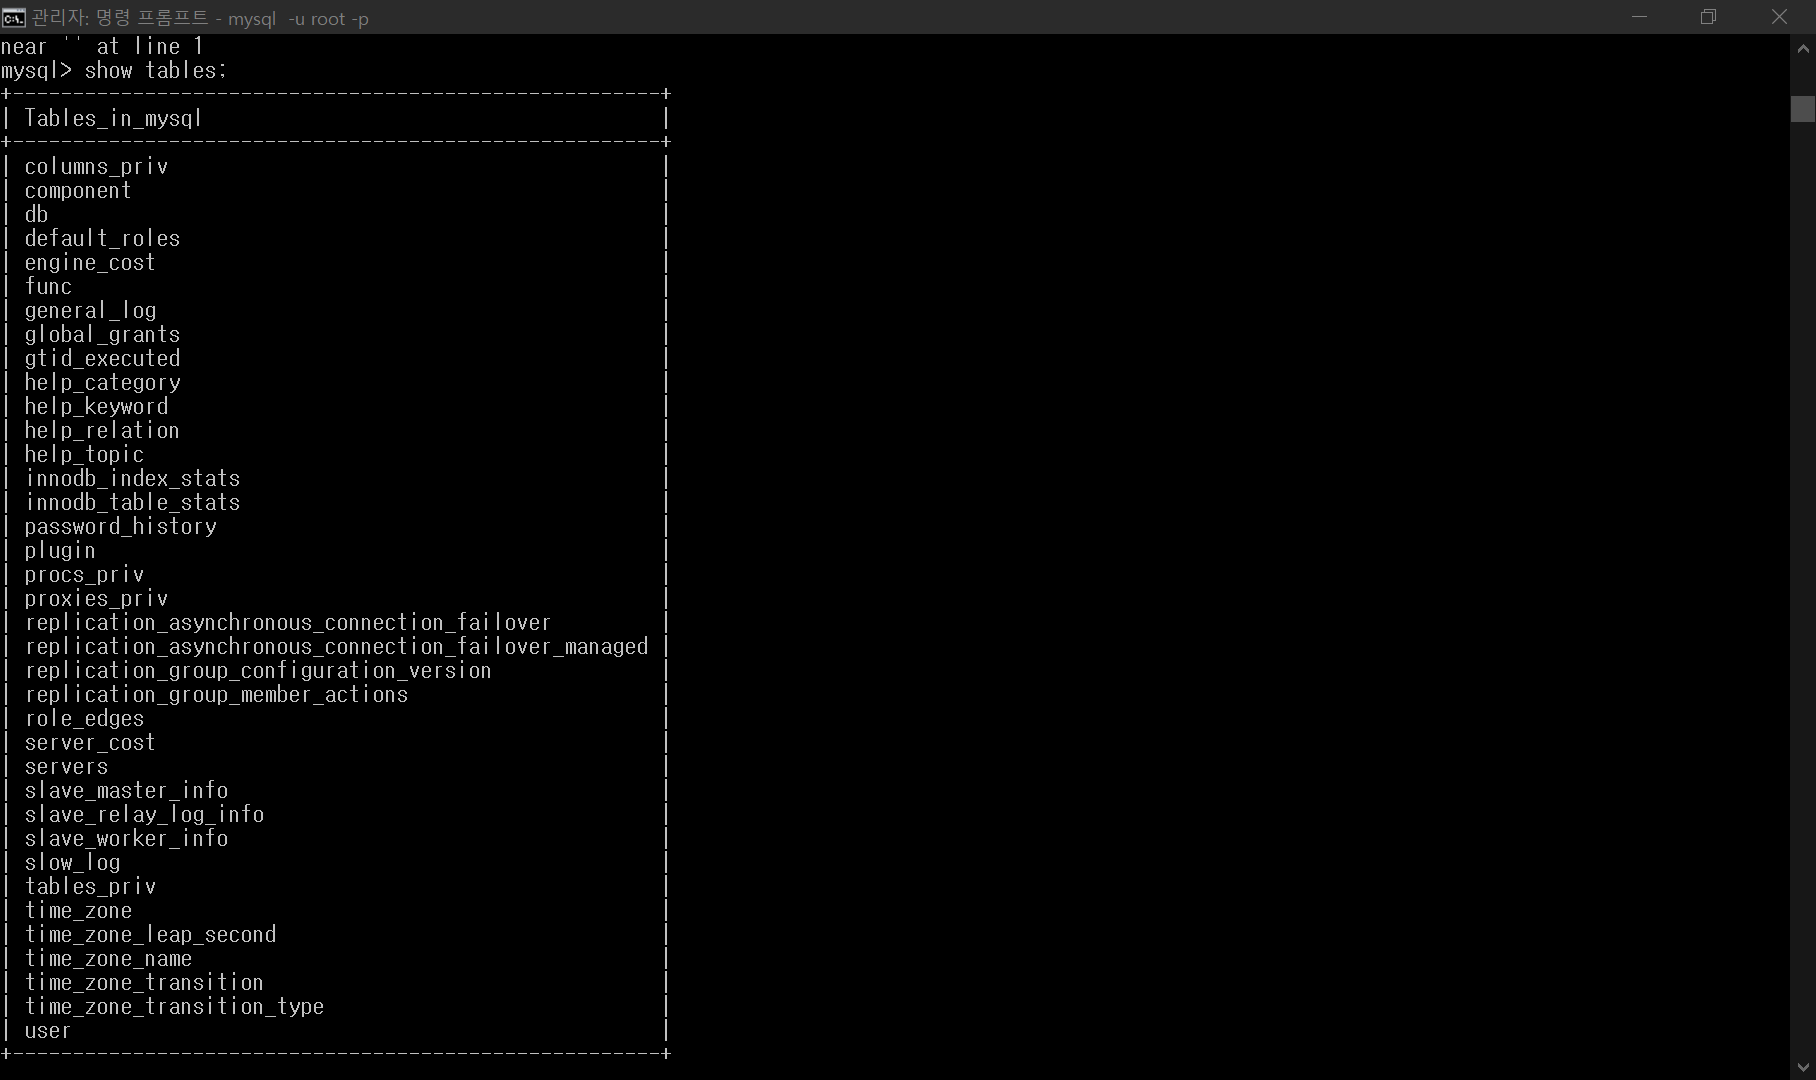 관리자: 명령 프롬프트 - mysql  -u root -p
near '' at line 1
mysql> show tables;
+------------------------------------------------------+
| Tables_in_mysql                                      |
+------------------------------------------------------+
| columns_priv                                         |
| component                                            |
| db                                                   |
| default_roles                                        |
| engine_cost                                          |
| func                                                 |
| general_log                                          |
| global_grants                                        |
| gtid_executed                                        |
| help_category                                        |
| help_keyword                                         |
| help_relation                                        |
| help_topic                                           |
| innodb_index_stats                                   |
| innodb_table_stats                                   |
| password_history                                     |
| plugin                                               |
| procs_priv                                           |
| proxies_priv                                         |
| replication_asynchronous_connection_failover         |
| replication_asynchronous_connection_failover_managed |
| replication_group_configuration_version              |
| replication_group_member_actions                     |
| role_edges                                           |
| server_cost                                          |
| servers                                              |
| slave_master_info                                    |
| slave_relay_log_info                                 |
| slave_worker_info                                    |
| slow_log                                             |
| tables_priv                                          |
| time_zone                                            |
| time_zone_leap_second                                |
| time_zone_name                                       |
| time_zone_transition                                 |
| time_zone_transition_type                            |
| user                                                 |
+------------------------------------------------------+